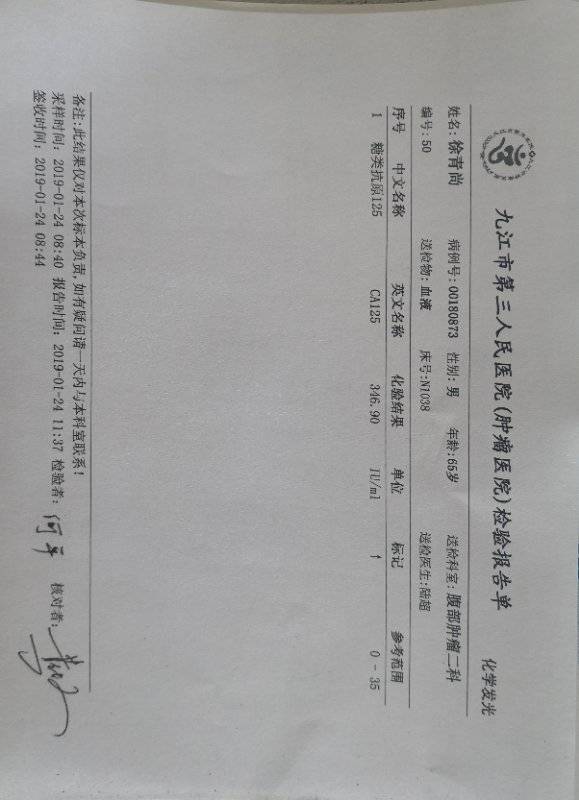 九江市第三人民医院(肿瘤医院)检验报告单
化学发光
姓名: 徐青尚 病例号: 00180873 性别: 男 年龄: 65岁 送检科室: 腹部肿瘤二科
编号: 50 送检物: 血液 床号: N1038 送检医生: 陆超
序号 中文名称 英文名称 化验结果 单位 标记 参考范围
1 糖类抗原125 CA125 346.90 IU/ml ↑ 0 - 35
备注: 此结果仅对本次标本负责, 如有疑问请一天内与本科室联系!
采样时间: 2019-01-24 08:40 报告时间: 2019-01-24 11:37 检验者: 何平 核对者:
签收时间: 2019-01-24 08:44